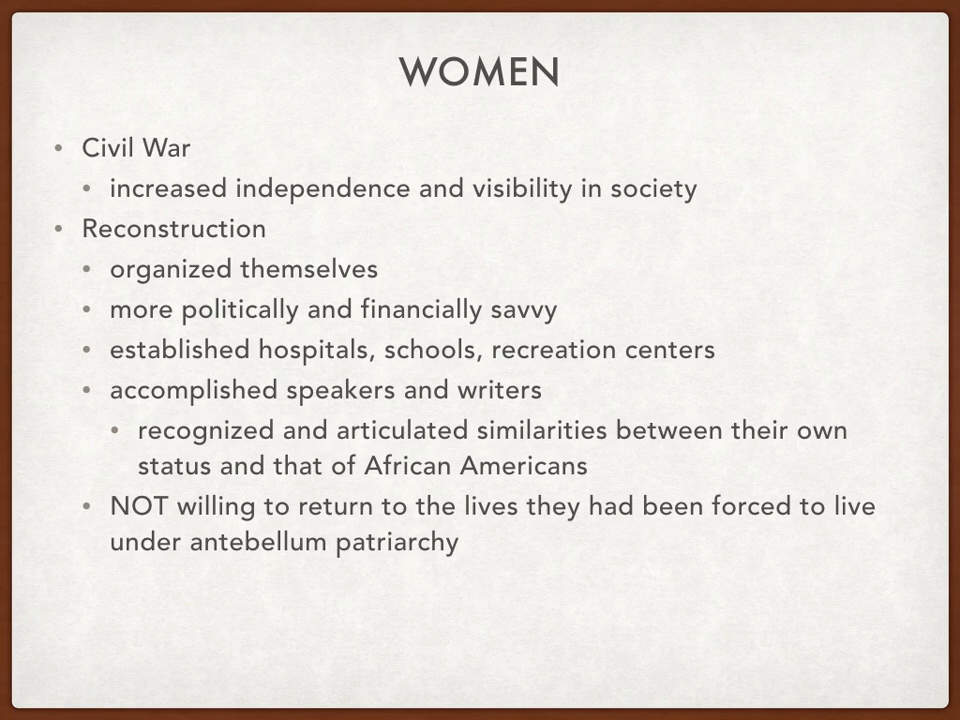 WOMEN
• Civil War
• increased independence and visibility in society
• Reconstruction
• organized themselves
• more politically and financially savvy
• established hospitals, schools, recreation centers
• accomplished speakers and writers
• recognized and articulated similarities between their own
status and that of African Americans
• NOT willing to return to the lives they had been forced to live
under antebellum patriarchy